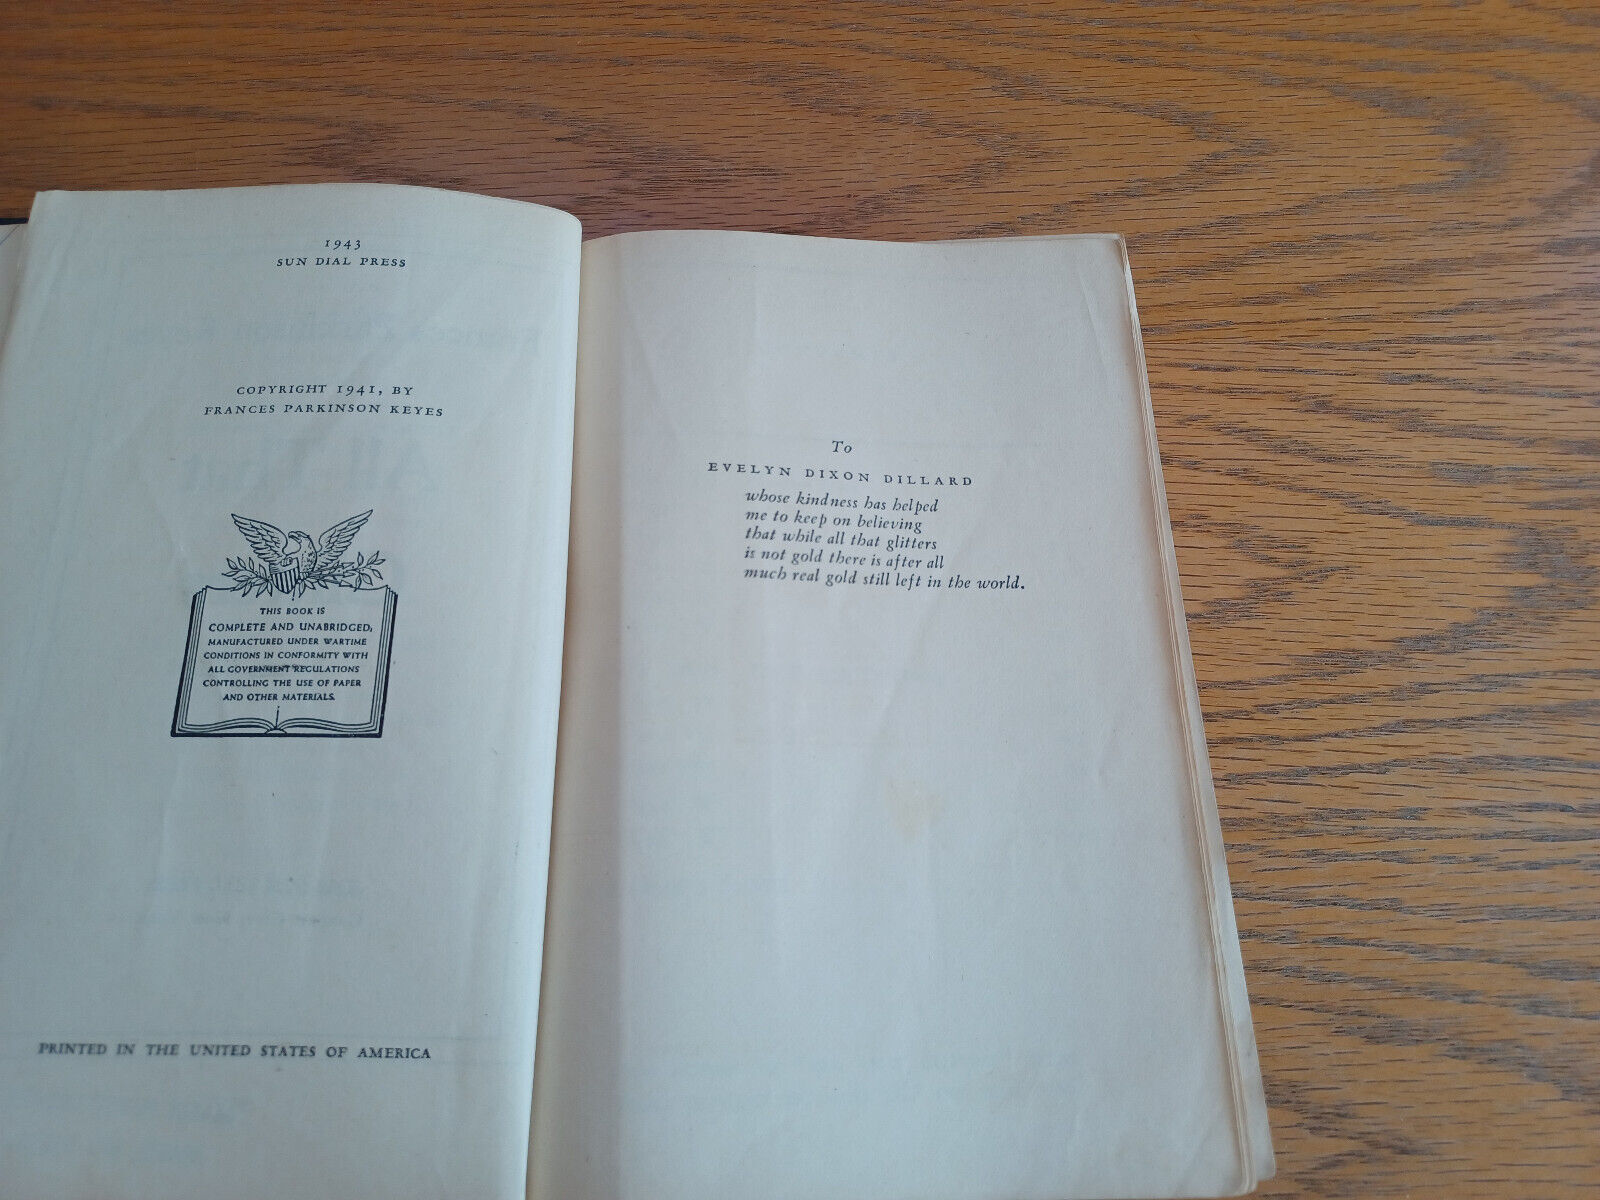 1943
SUN DIAL PRESS
COPYRIGHT 1941, BY
FRANCES PARKINSON KEYES
THIS BOOK IS
COMPLETE AND UNABRIDGED,
MANUFACTURED UNDER WARTIME
CONDITIONS IN CONFORMITY WITH
ALL GOVERNMENT REGULATIONS
CONTROLLING THE USE OF PAPER
AND OTHER MATERIALS.
PRINTED IN THE UNITED STATES OF AMERICA
To
EVELYN DIXON DILLARD
whose kindness has helped
me to keep on believing
that while all that glitters
is not gold there is after all
much real gold still left in the world.